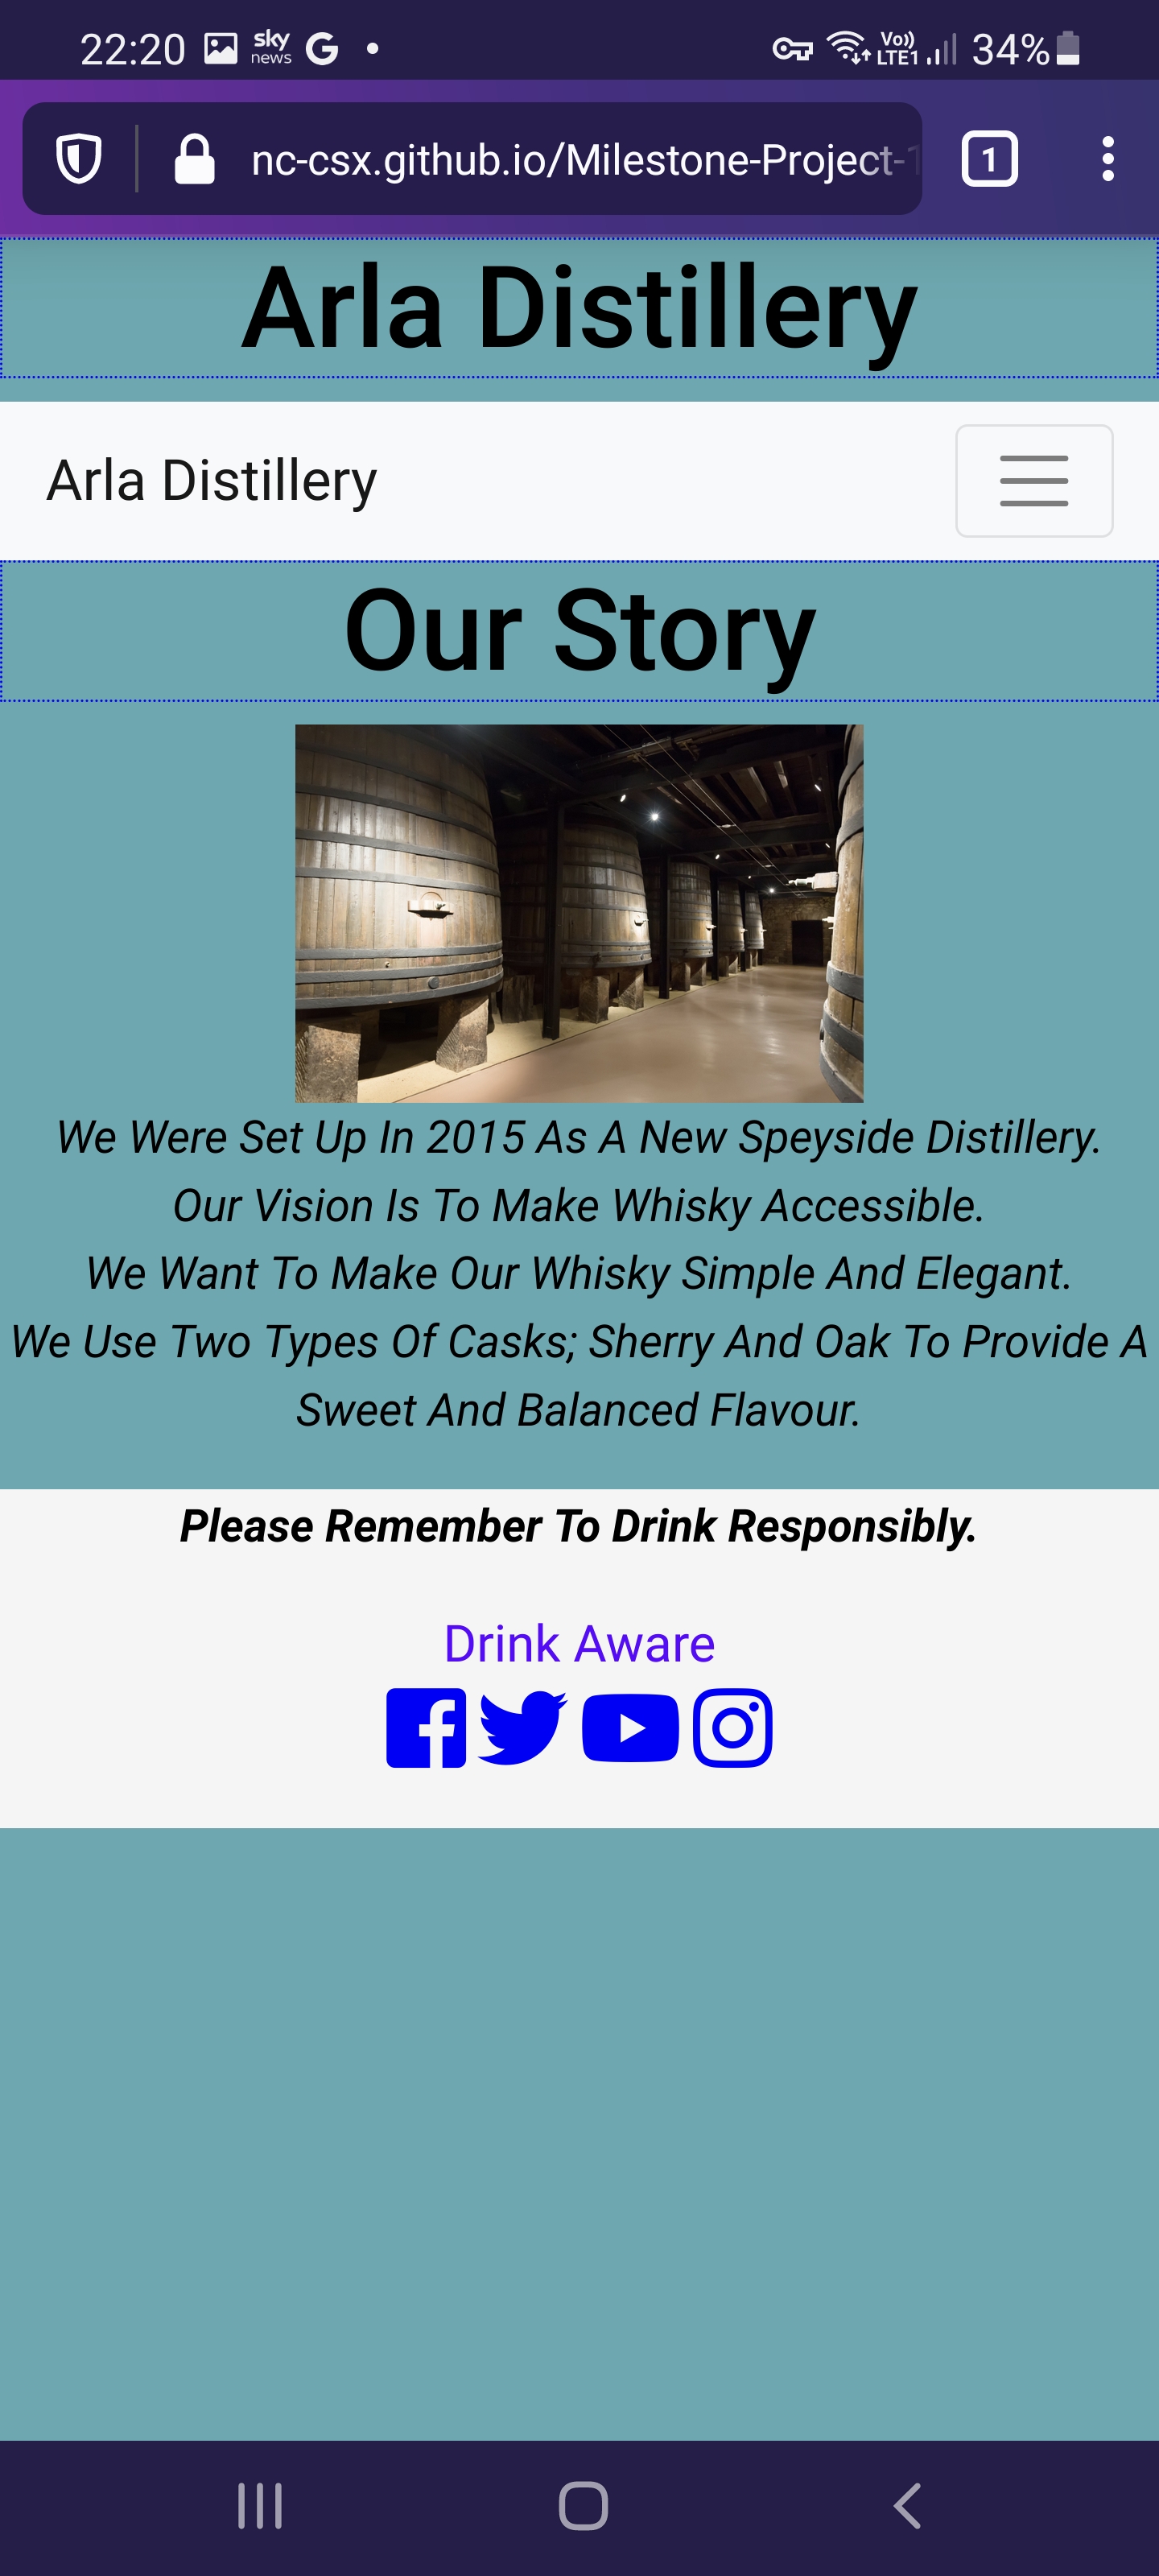 22:20 sky news G Vo)) LTE1 34%
nc-csx.github.io/Milestone-Project-1
1
Arla Distillery
Arla Distillery
Our Story
We Were Set Up In 2015 As A New Speyside Distillery.
Our Vision Is To Make Whisky Accessible.
We Want To Make Our Whisky Simple And Elegant.
We Use Two Types Of Casks; Sherry And Oak To Provide A
Sweet And Balanced Flavour.
Please Remember To Drink Responsibly.
Drink Aware